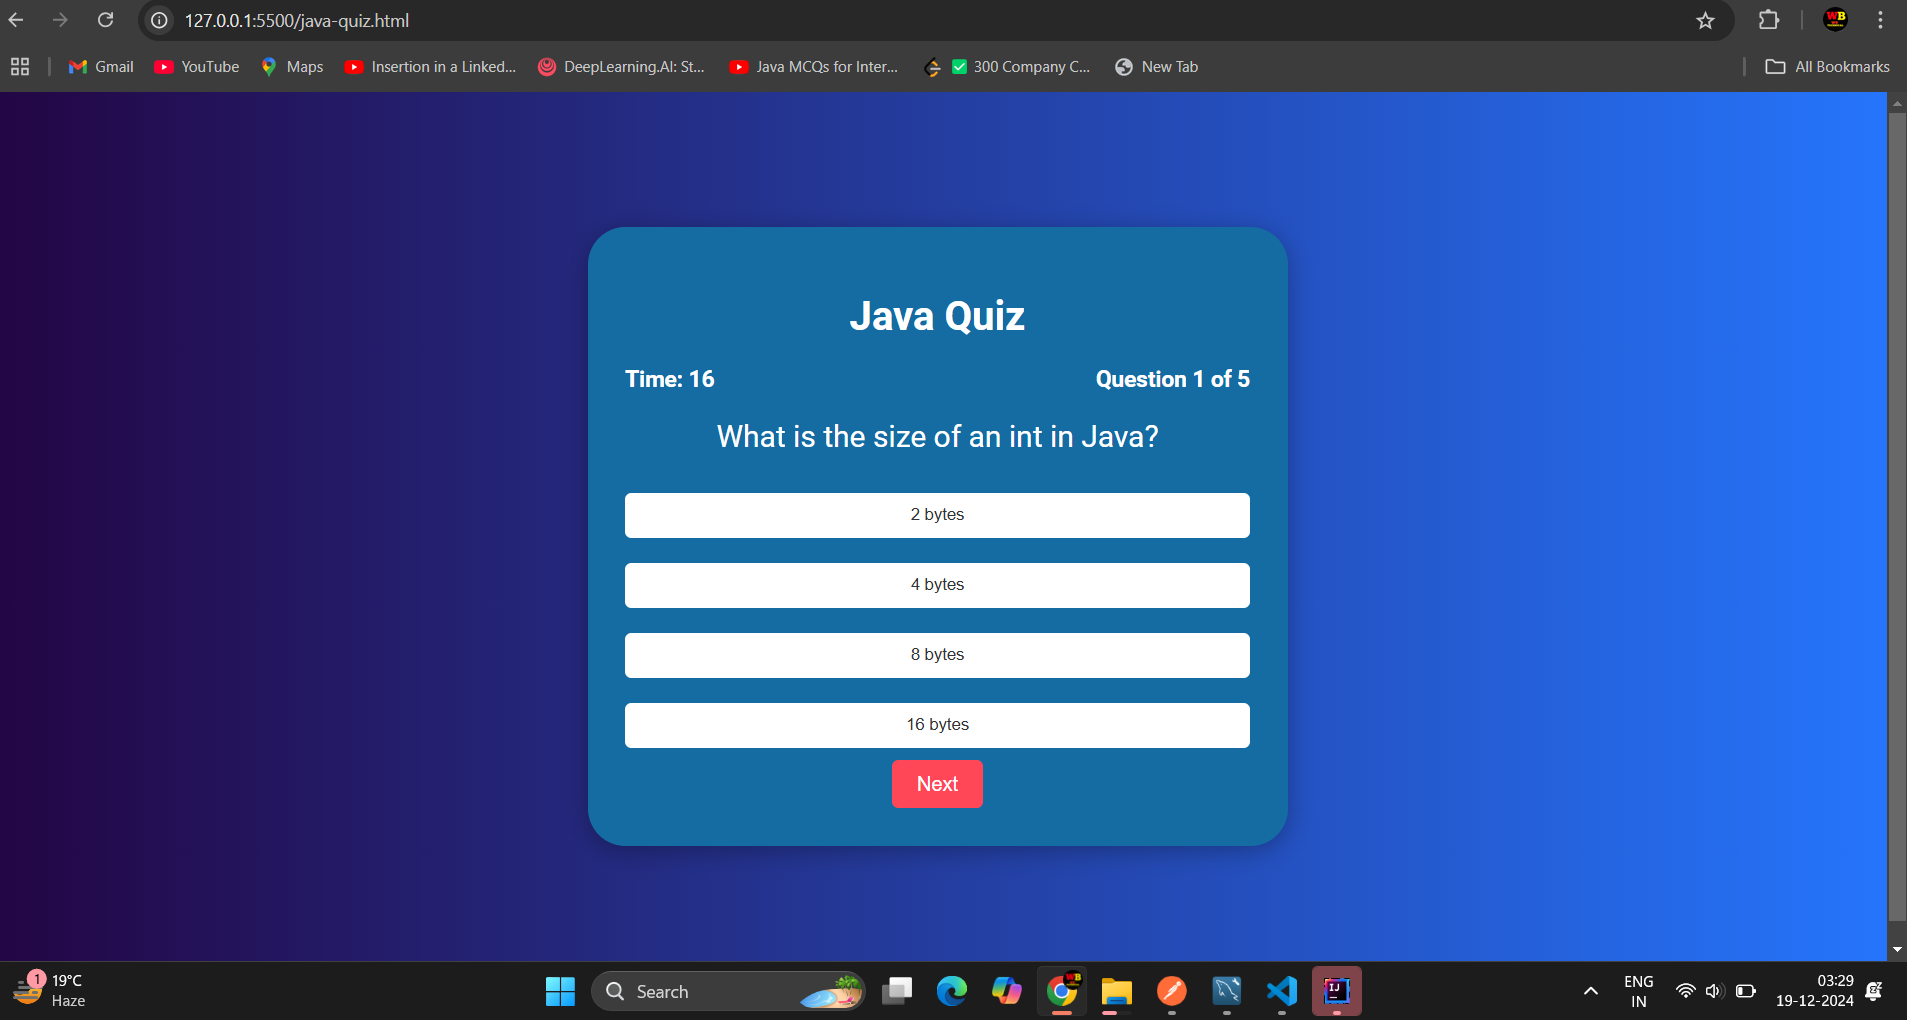 127.0.0.1:5500/java-quiz.html
WB
Gmail
YouTube
Maps
Insertion in a Linked...
DeepLearning.AI: St...
Java MCQs for Inter...
300 Company C...
New Tab
All Bookmarks
Java Quiz
Time: 16
Question 1 of 5
What is the size of an int in Java?
2 bytes
4 bytes
8 bytes
16 bytes
Next
1
19°C
Haze
Search
WB
IJ
ENG
IN
03:29
19-12-2024